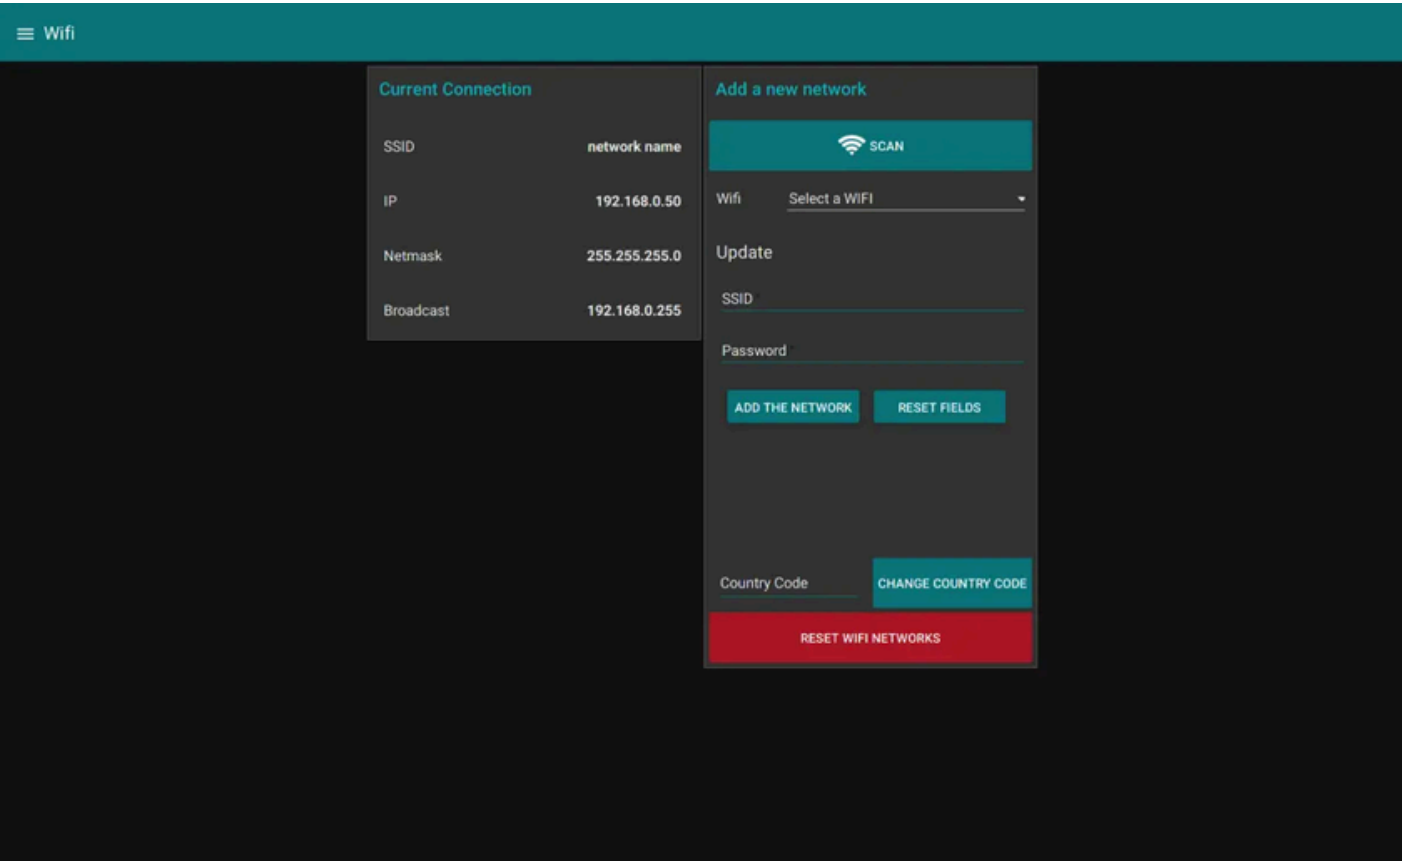 Wifi
Current Connection
SSID network name
IP 192.168.0.50
Netmask 255.255.255.0
Broadcast 192.168.0.255
Add a new network
SCAN
Wifi Select a WIFI
Update
SSID
Password
ADD THE NETWORK RESET FIELDS
Country Code CHANGE COUNTRY CODE
RESET WIFI NETWORKS